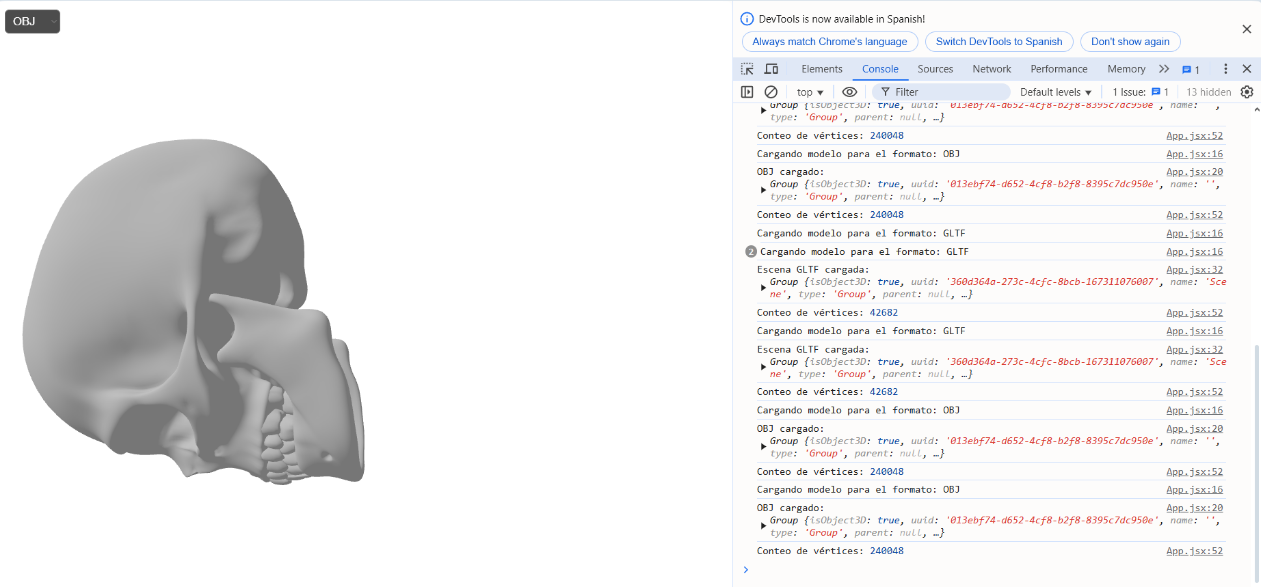 OBJ
DevTools is now available in Spanish!
Always match Chrome's language Switch DevTools to Spanish Don't show again
Elements Console Sources Network Performance Memory 1
top Filter Default levels 1 Issue: 1 13 hidden
Group {isObject3D: true, uuid: '013ebf74-d652-4cf8-b2f8-8395c7dc950e', name: '',
type: 'Group', parent: null, …}
Conteo de vértices: 240048 App.jsx:52
Cargando modelo para el formato: OBJ App.jsx:16
OBJ cargado: App.jsx:20
Group {isObject3D: true, uuid: '013ebf74-d652-4cf8-b2f8-8395c7dc950e', name: '',
type: 'Group', parent: null, …}
Conteo de vértices: 240048 App.jsx:52
Cargando modelo para el formato: GLTF App.jsx:16
2 Cargando modelo para el formato: GLTF App.jsx:16
Escena GLTF cargada: App.jsx:32
Group {isObject3D: true, uuid: '360d364a-273c-4cfc-8bcb-167311076007', name: 'Sce
ne', type: 'Group', parent: null, …}
Conteo de vértices: 42682 App.jsx:52
Cargando modelo para el formato: GLTF App.jsx:16
Escena GLTF cargada: App.jsx:32
Group {isObject3D: true, uuid: '360d364a-273c-4cfc-8bcb-167311076007', name: 'Sce
ne', type: 'Group', parent: null, …}
Conteo de vértices: 42682 App.jsx:52
Cargando modelo para el formato: OBJ App.jsx:16
OBJ cargado: App.jsx:20
Group {isObject3D: true, uuid: '013ebf74-d652-4cf8-b2f8-8395c7dc950e', name: '',
type: 'Group', parent: null, …}
Conteo de vértices: 240048 App.jsx:52
Cargando modelo para el formato: OBJ App.jsx:16
OBJ cargado: App.jsx:20
Group {isObject3D: true, uuid: '013ebf74-d652-4cf8-b2f8-8395c7dc950e', name: '',
type: 'Group', parent: null, …}
Conteo de vértices: 240048 App.jsx:52